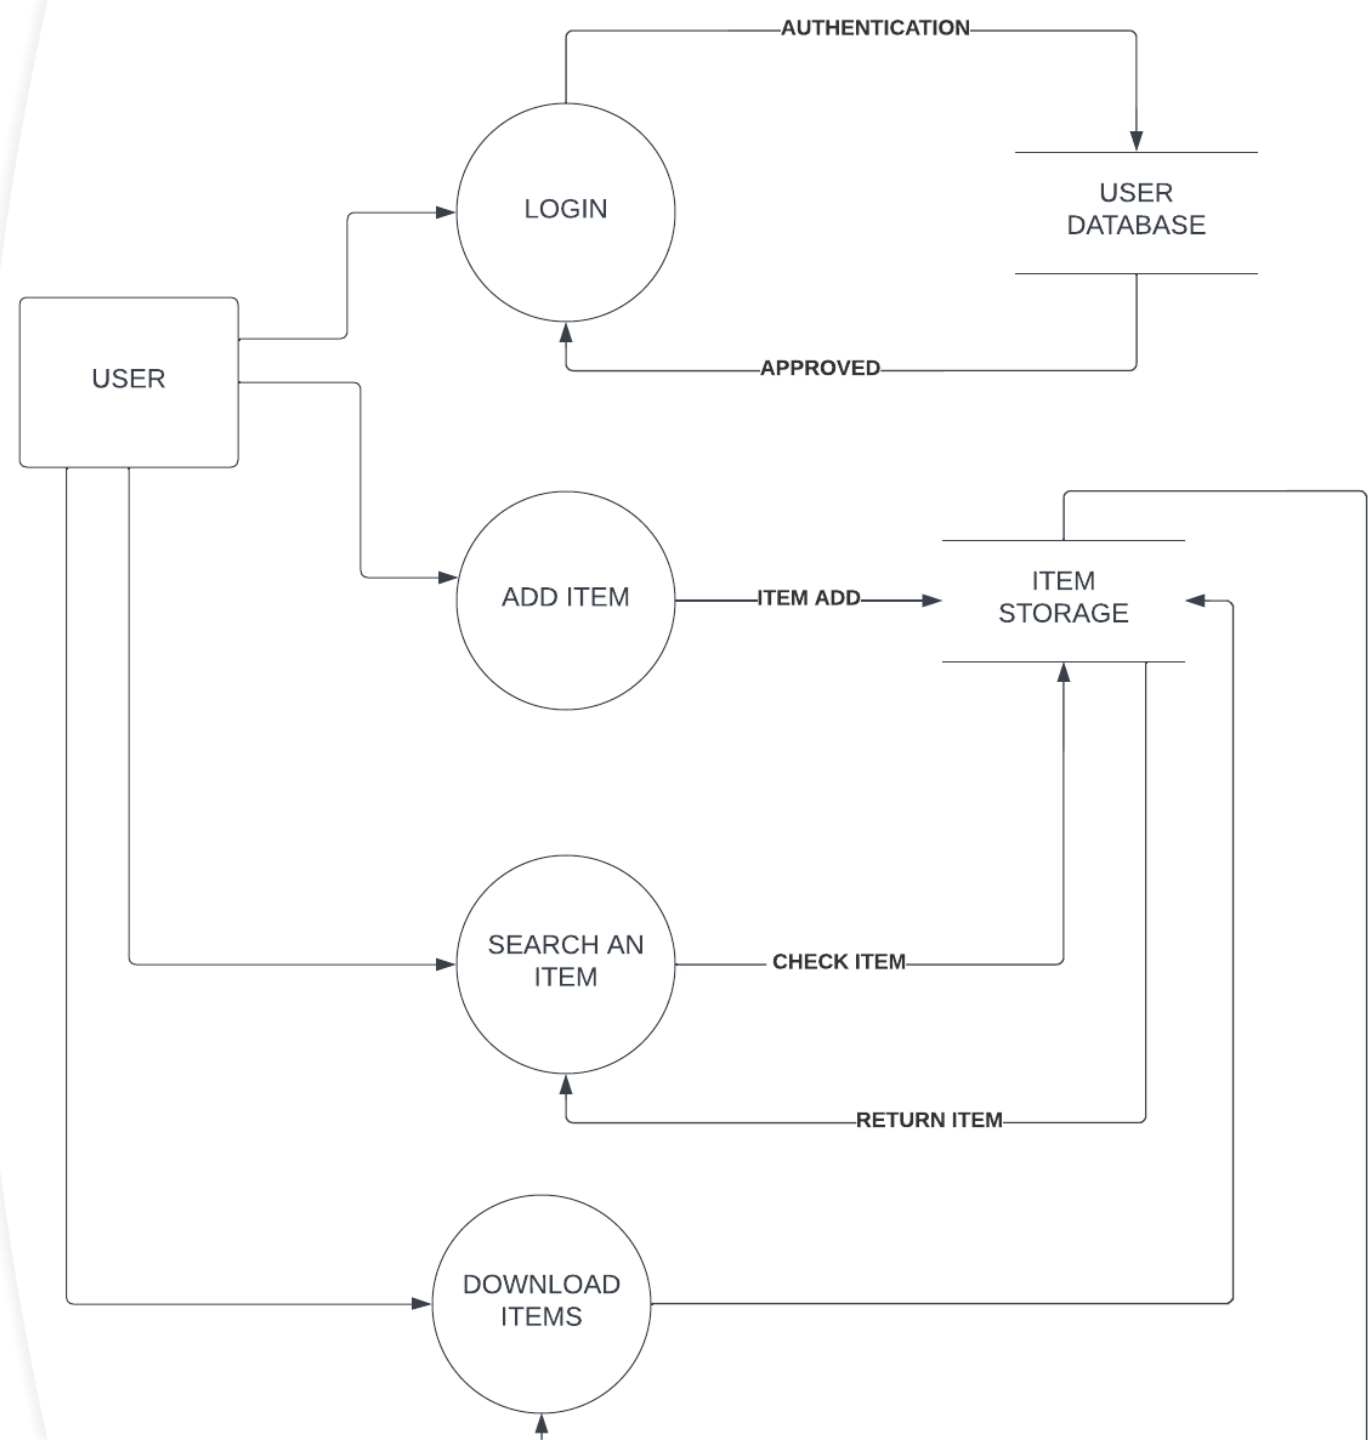 AUTHENTICATION
LOGIN
USER
DATABASE
APPROVED
USER
ADD ITEM
ITEM ADD
ITEM
STORAGE
SEARCH AN
ITEM
CHECK ITEM
RETURN ITEM
DOWNLOAD
ITEMS